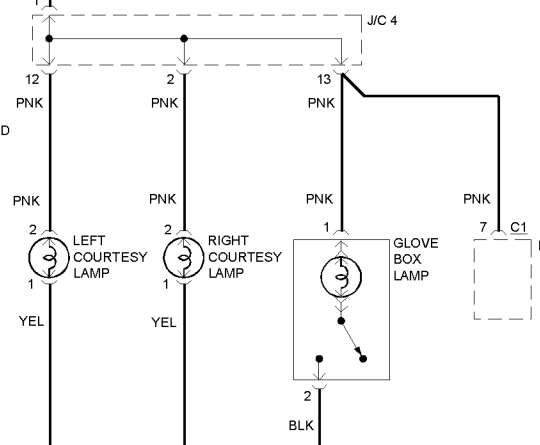 1
J/C 4
12
2
13
PNK
PNK
PNK
D
PNK
PNK
PNK
PNK
2
2
1
7
C1
LEFT
COURTESY
LAMP
RIGHT
COURTESY
LAMP
GLOVE
BOX
LAMP
1
1
YEL
YEL
2
BLK